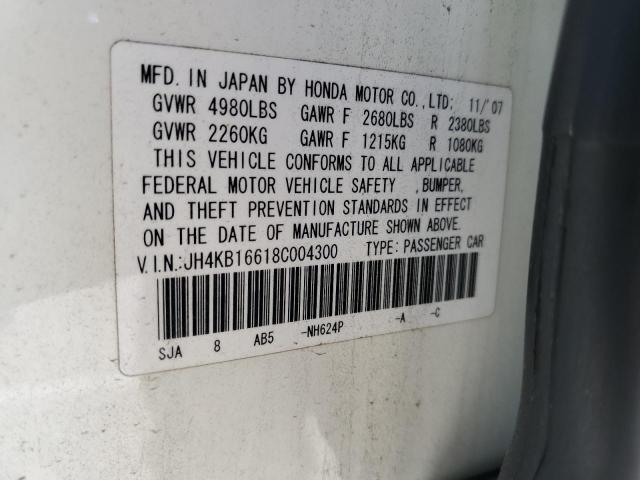 MFD. IN JAPAN BY HONDA MOTOR CO., LTD; 11/'07
GVWR 4980LBS GAWR F 2680LBS R 2380LBS
GVWR 2260KG GAWR F 1215KG R 1080KG
THIS VEHICLE CONFORMS TO ALL APPLICABLE
FEDERAL MOTOR VEHICLE SAFETY , BUMPER,
AND THEFT PREVENTION STANDARDS IN EFFECT
ON THE DATE OF MANUFACTURE SHOWN ABOVE.
V.I.N.:JH4KB16618C004300 TYPE: PASSENGER CAR
SJA 8 AB5 -NH624P -A -C